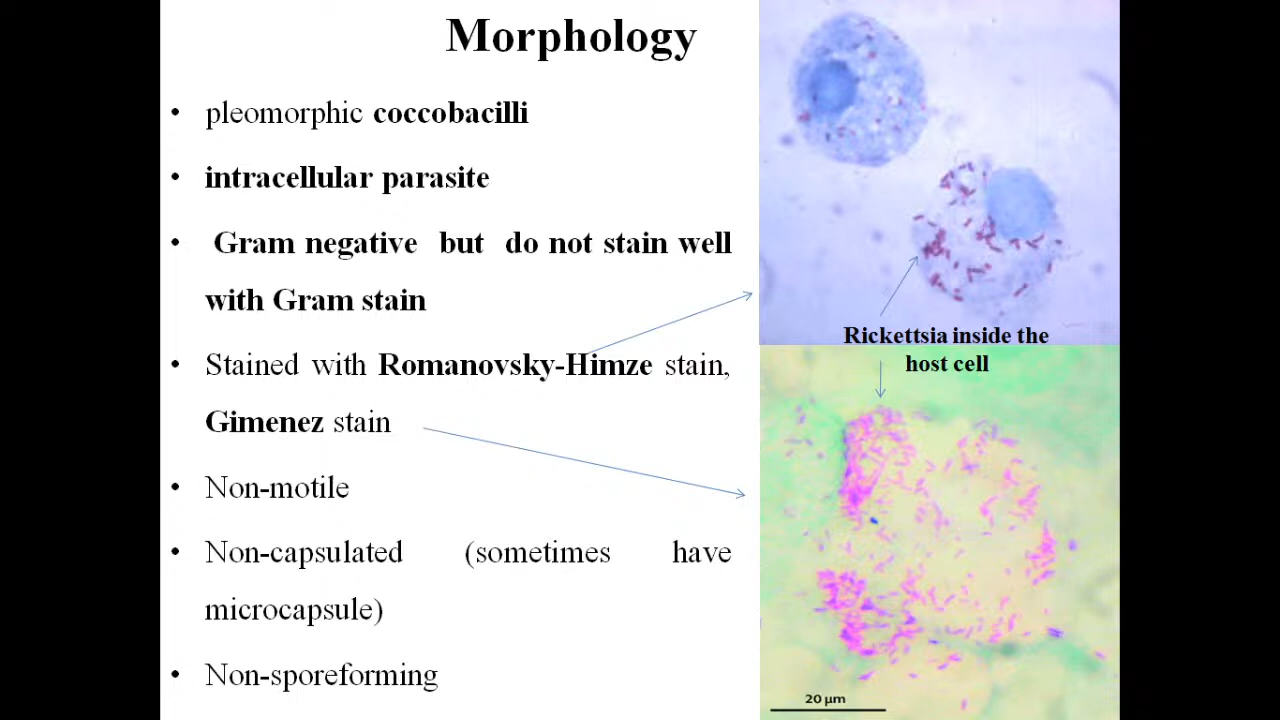 Morphology
• pleomorphic coccobacilli
• intracellular parasite
• Gram negative but do not stain well
with Gram stain
• Stained with Romanovsky-Himze stain,
Gimenez stain
• Non-motile
• Non-capsulated (sometimes have
microcapsule)
• Non-sporeforming
Rickettsia inside the
host cell
20 µm